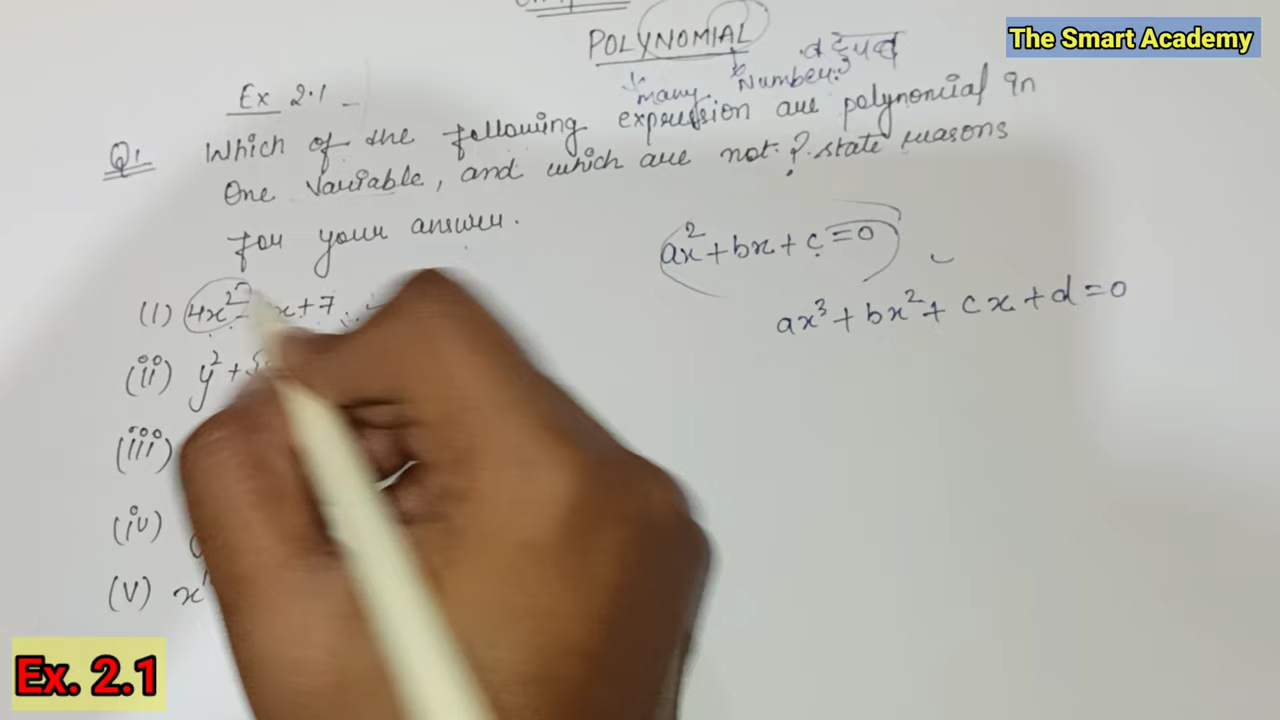 POLYNOMIAL
The Smart Academy
many Number
Ex 2.1
Q1 Which of the following expression are polynomial in
One Variable, and which are not? state reasons
for your answer.
ax²+bx+c=0
(i) 4x² x+7
ax³+bx²+cx+d=0
(ii) y²+
(iii)
(iv)
(v) x
Ex. 2.1